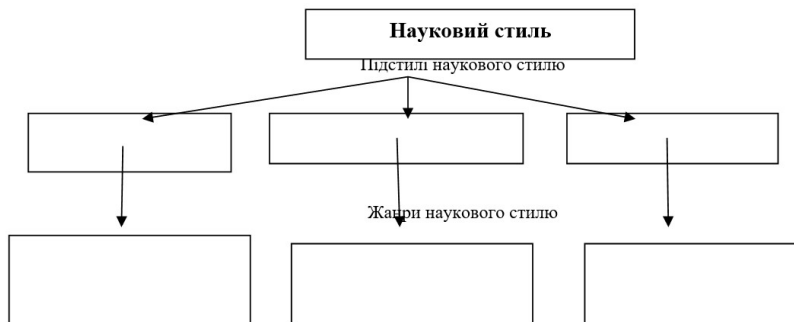 Науковий стиль
Підстилі наукового стилю
Жанри наукового стилю